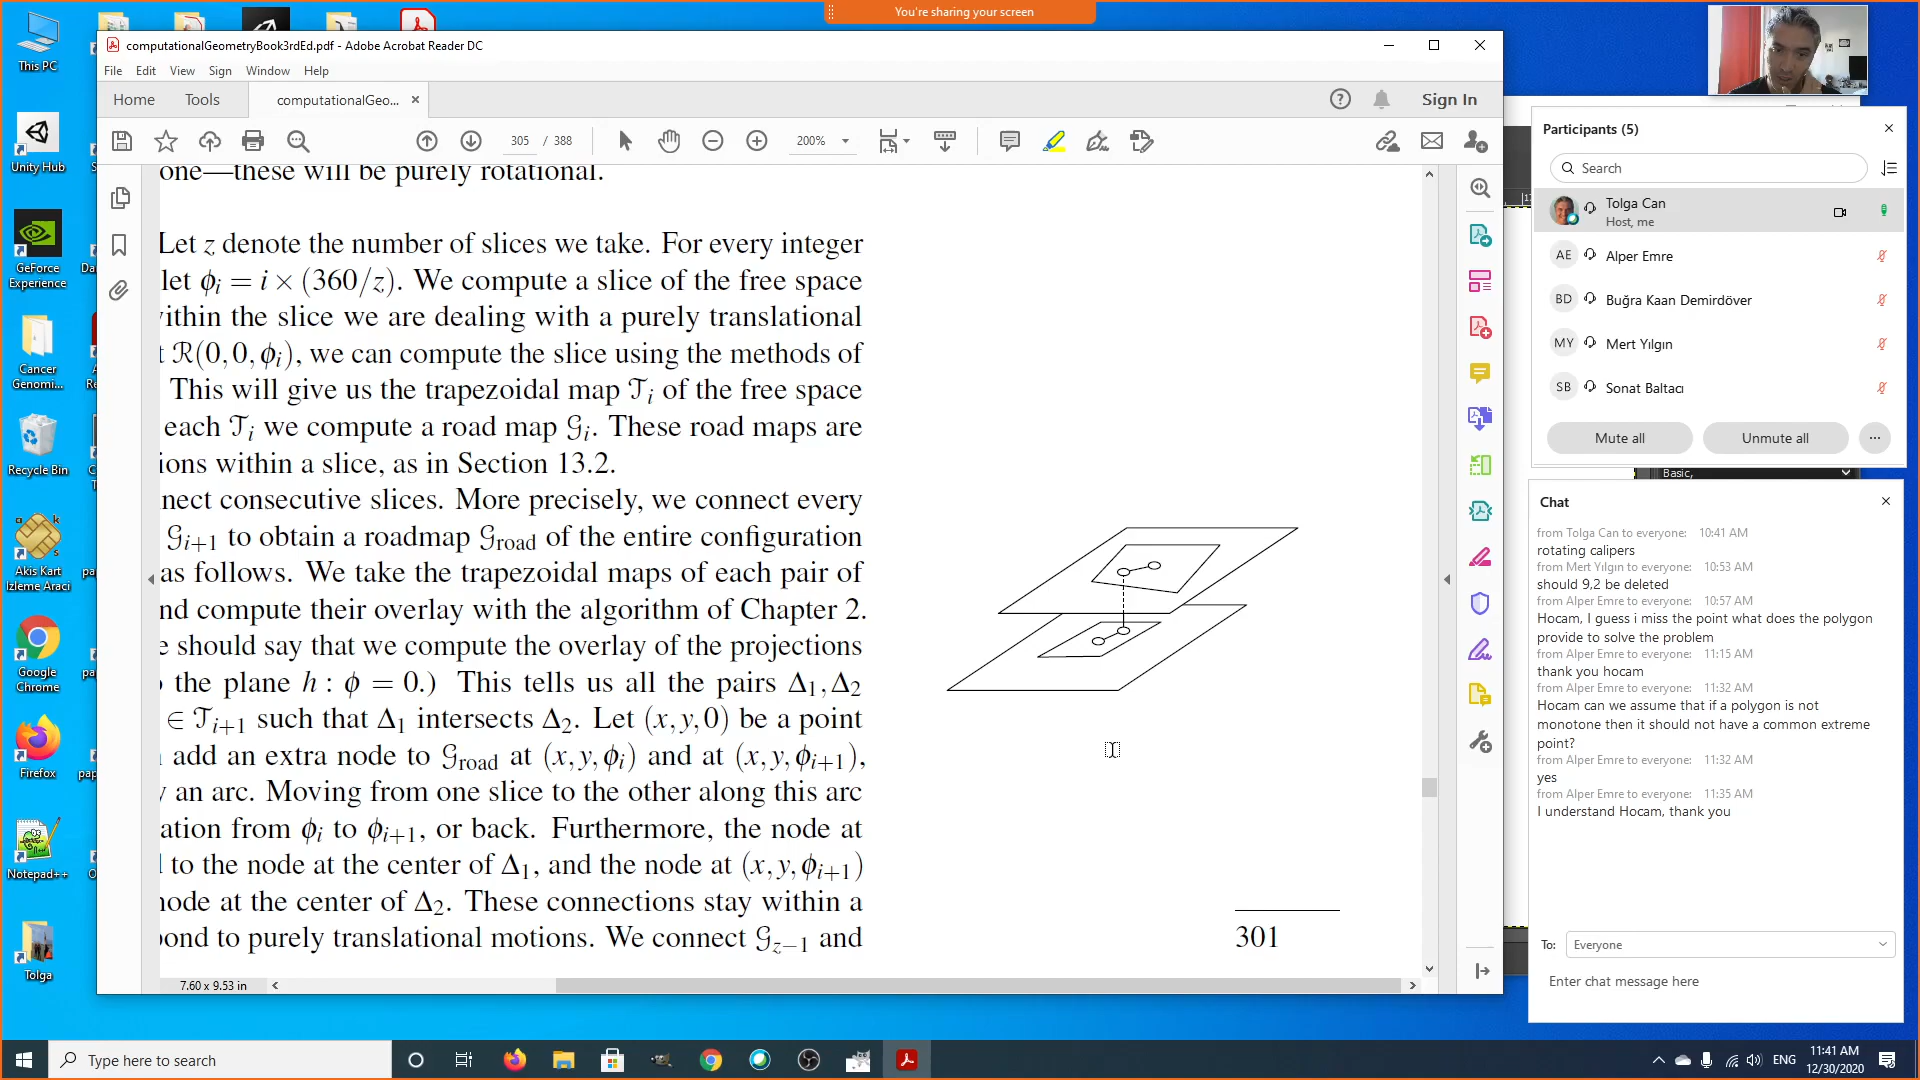 You're sharing your screen
This PC
Unity Hub
GeForce
Experience
Cancer
Genomi...
Recycle Bin
Akis Kart
İzleme Araci
Google
Chrome
Firefox
Notepad++
Tolga
computationalGeometryBook3rdEd.pdf - Adobe Acrobat Reader DC
File Edit View Sign Window Help
Home Tools computationalGeo... Sign In
305 / 388 200%
one—these will be purely rotational.
Let z denote the number of slices we take. For every integer
let ϕi = i × (360/z). We compute a slice of the free space
ithin the slice we are dealing with a purely translational
t R(0,0,ϕi), we can compute the slice using the methods of
This will give us the trapezoidal map Ti of the free space
each Ti we compute a road map Gi. These road maps are
ions within a slice, as in Section 13.2.
nect consecutive slices. More precisely, we connect every
Gi+1 to obtain a roadmap Groad of the entire configuration
as follows. We take the trapezoidal maps of each pair of
nd compute their overlay with the algorithm of Chapter 2.
e should say that we compute the overlay of the projections
the plane h : ϕ = 0.) This tells us all the pairs Δ1,Δ2
∈ Ti+1 such that Δ1 intersects Δ2. Let (x,y,0) be a point
add an extra node to Groad at (x,y,ϕi) and at (x,y,ϕi+1),
an arc. Moving from one slice to the other along this arc
ation from ϕi to ϕi+1, or back. Furthermore, the node at
to the node at the center of Δ1, and the node at (x,y,ϕi+1)
node at the center of Δ2. These connections stay within a
ond to purely translational motions. We connect Gz−1 and
301
7.60 x 9.53 in
Participants (5)
Search
Tolga Can
Host, me
AE Alper Emre
BD Buğra Kaan Demirdöver
MY Mert Yılgın
SB Sonat Baltacı
Mute all Unmute all ...
Basic,
Chat
from Tolga Can to everyone: 10:41 AM
rotating calipers
from Mert Yılgın to everyone: 10:53 AM
should 9,2 be deleted
from Alper Emre to everyone: 10:57 AM
Hocam, I guess i miss the point what does the polygon
provide to solve the problem
from Alper Emre to everyone: 11:15 AM
thank you hocam
from Alper Emre to everyone: 11:32 AM
Hocam can we assume that if a polygon is not
monotone then it should not have a common extreme
point?
from Alper Emre to everyone: 11:32 AM
yes
from Alper Emre to everyone: 11:35 AM
I understand Hocam, thank you
To: Everyone
Enter chat message here
Type here to search
ENG
11:41 AM
12/30/2020